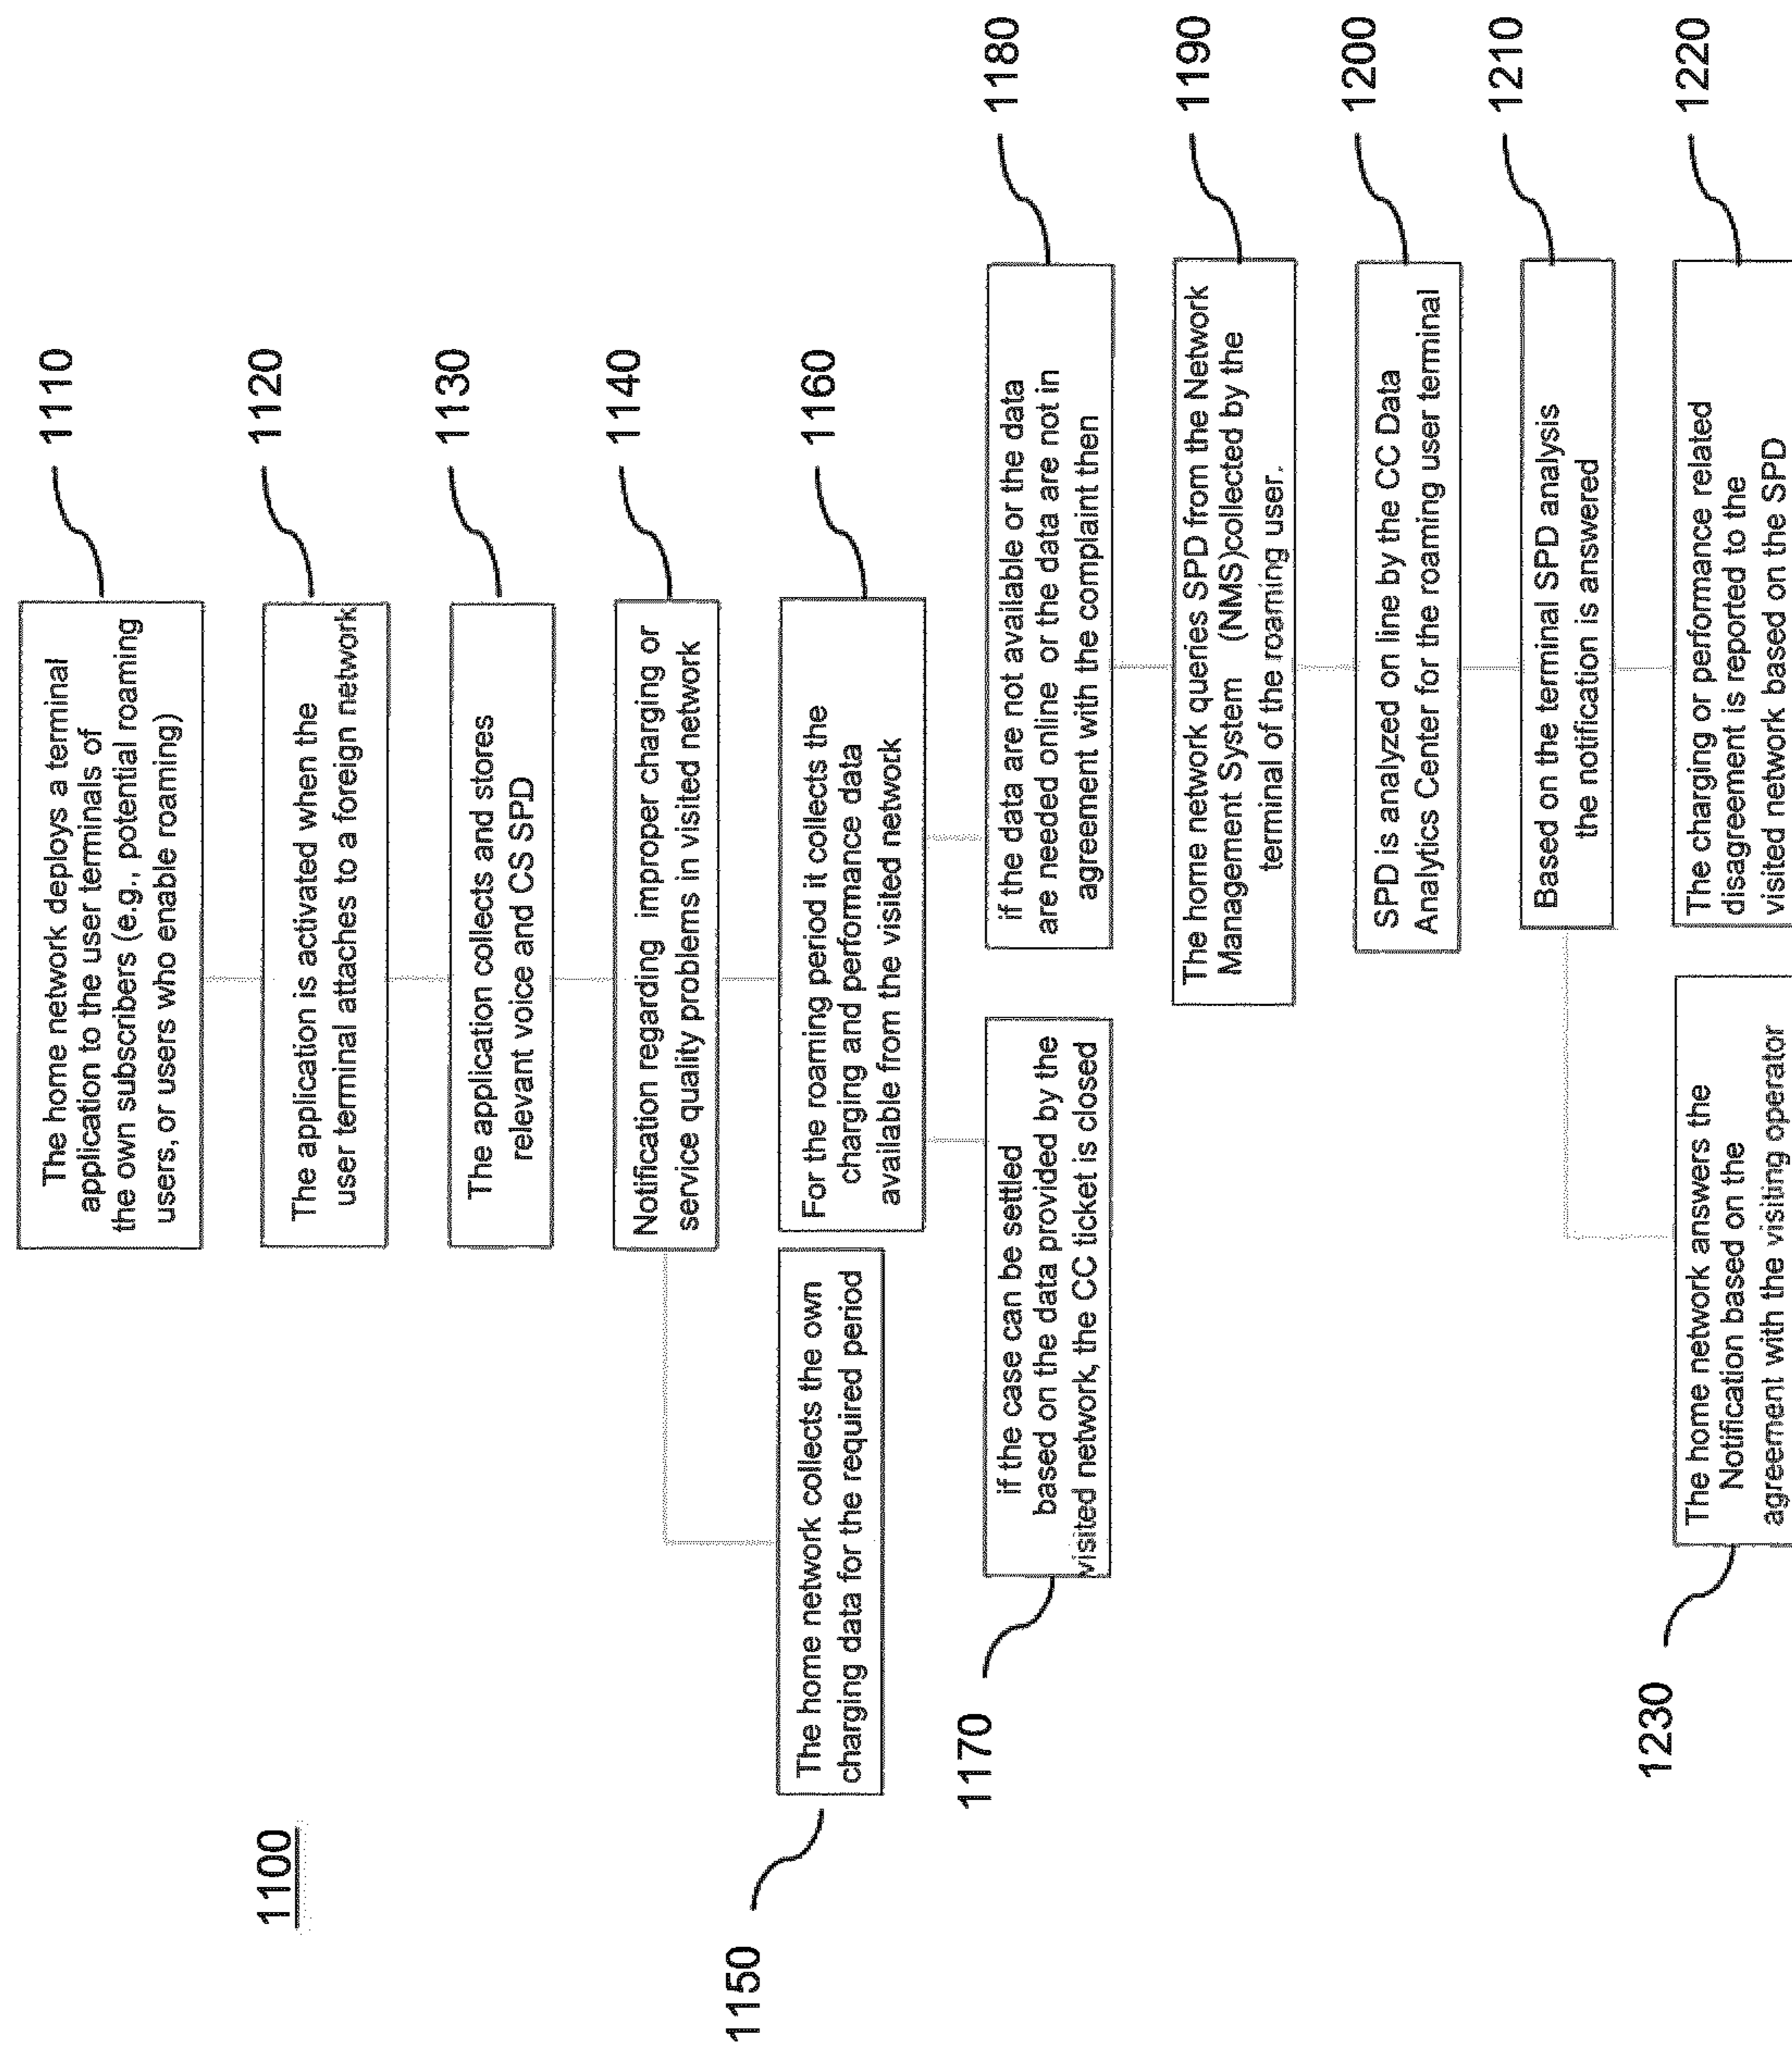 1100
The home network deploys a terminal
application to the user terminals of
the own subscribers (e.g., potential roaming
users, or users who enable roaming)
1110
The application is activated when the
user terminal attaches to a foreign network
1120
The application collects and stores
relevant voice and CS SPD
1130
Notification regarding improper charging or
service quality problems in visited network
1140
The home network collects the own
charging data for the required period
1150
For the roaming period it collects the
charging and performance data
available from the visited network
1160
if the case can be settled
based on the data provided by the
visited network, the CC ticket is closed
1170
if the data are not available or the data
are needed online or the data are not in
agreement with the complaint then
1180
The home network queries SPD from the Network
Management System (NMS)collected by the
terminal of the roaming user.
1190
SPD is analyzed on line by the CC Data
Analytics Center for the roaming user terminal
1200
Based on the terminal SPD analysis
the notification is answered
1210
The charging or performance related
disagreement is reported to the
visited network based on the SPD
1220
The home network answers the
Notification based on the
agreement with the visiting operator
1230